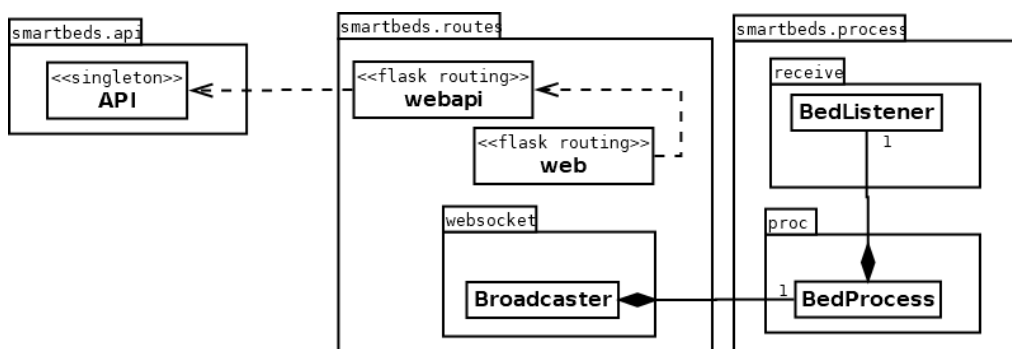 smartbeds.api
<<singleton>>
API
smartbeds.routes
<<flask routing>>
webapi
<<flask routing>>
web
websocket
Broadcaster
smartbeds.process
receive
BedListener
1
proc
1
BedProcess